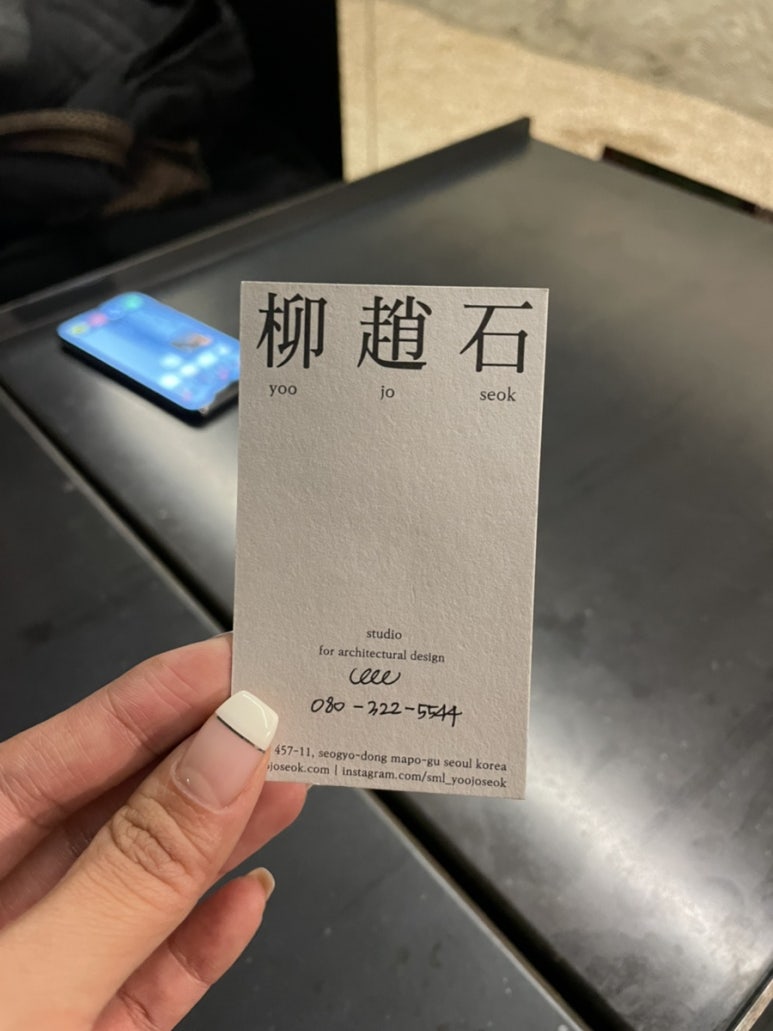 柳 趙 石
yoo jo seok
studio
for architectural design
080-322-5544
457-11, seogyo-dong mapo-gu seoul korea
joseok.com | instagram.com/sml_yoojoseok